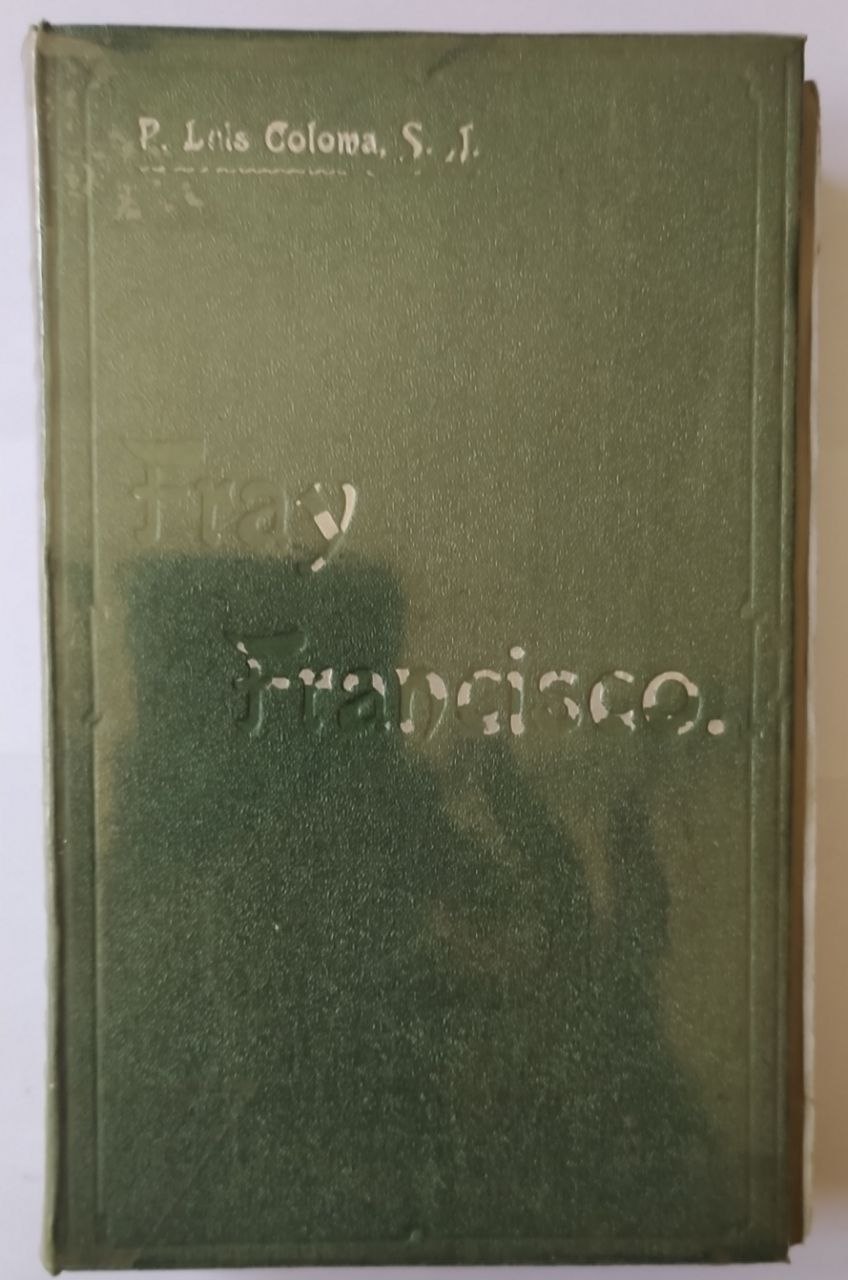 P. Luis Coloma, S. J.
Fray
Francisco.